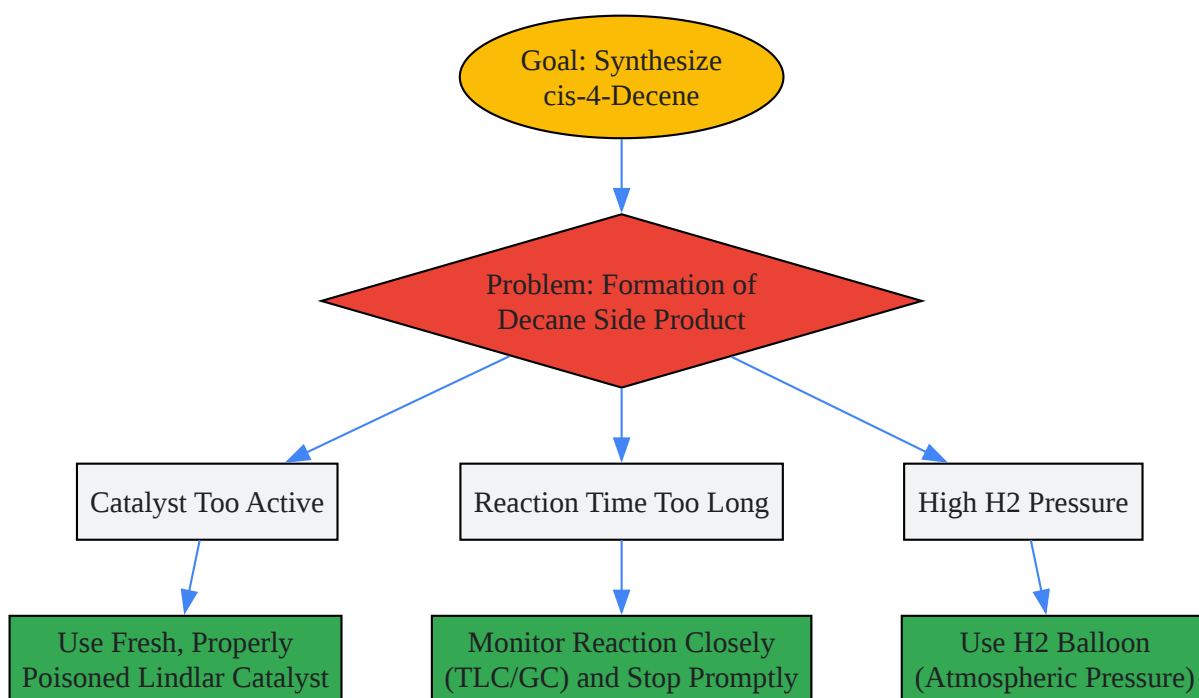 Goal: Synthesize
cis-4-Decene
Problem: Formation of
Decane Side Product
Catalyst Too Active
Reaction Time Too Long
High H2 Pressure
Use Fresh, Properly
Poisoned Lindlar Catalyst
Monitor Reaction Closely
(TLC/GC) and Stop Promptly
Use H2 Balloon
(Atmospheric Pressure)